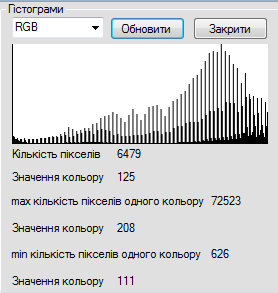 Гістограми
RGB Обновити Закрити
Кількість пікселів 6479
Значення кольору 125
max кількість пікселів одного кольору 72523
Значення кольору 208
min кількість пікселів одного кольору 626
Значення кольору 111